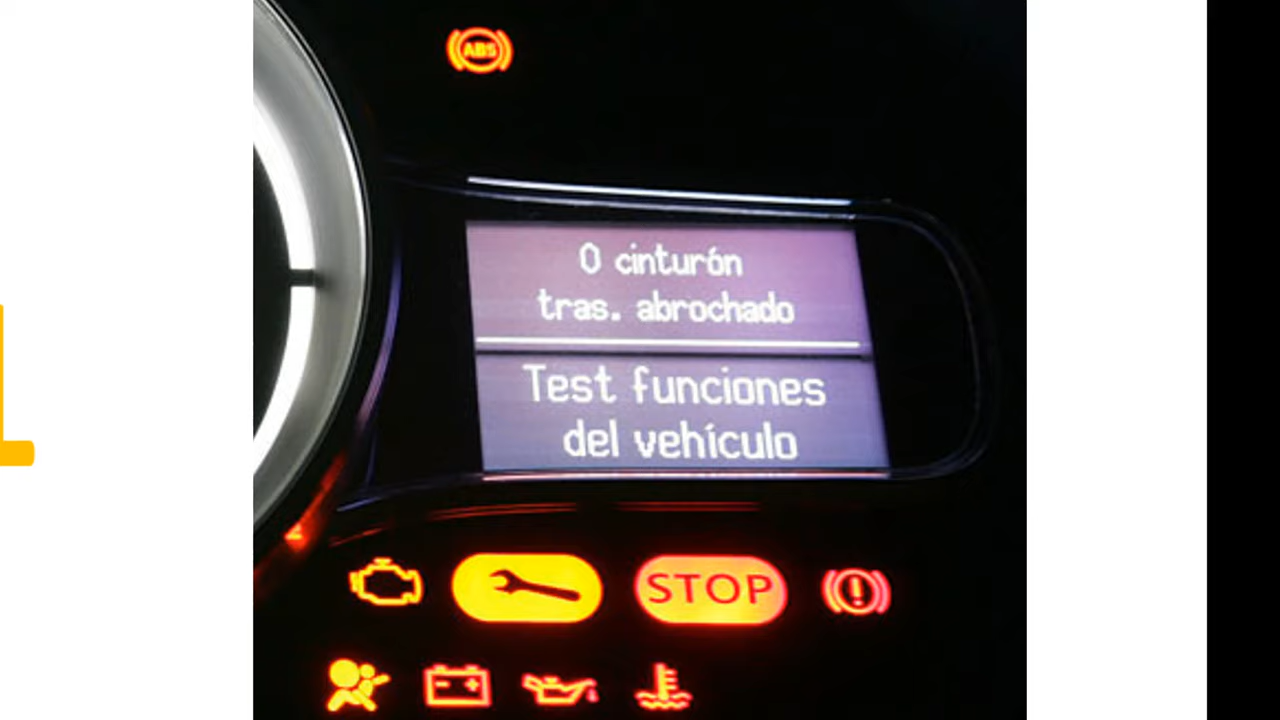 ABS
0 cinturón
tras. abrochado
Test funciones
del vehículo
STOP